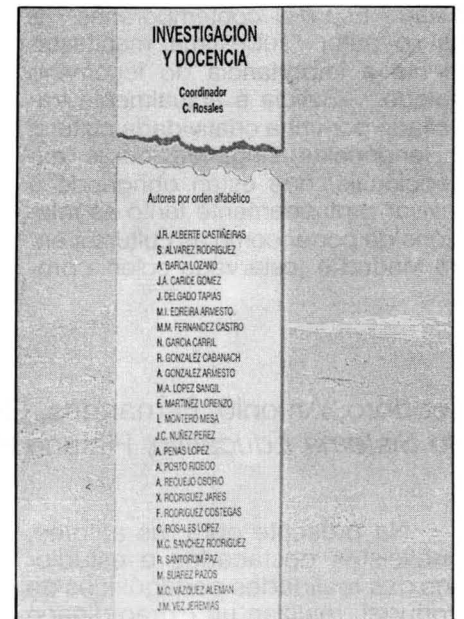 INVESTIGACION
Y DOCENCIA
Coordinador
C. Rosales
Autores por orden alfabético
J.R. ALBERTE CASTIÑEIRAS
S. ALVAREZ RODRIGUEZ
A. BARCA LOZANO
J.A. CARIDE GOMEZ
J. DELGADO TAPIAS
M.I. EDREIRA ARMESTO
M.M. FERNANDEZ CASTRO
N. GARCIA CARRIL
R. GONZALEZ CABANACH
A. GONZALEZ ARMESTO
M.A. LOPEZ SANGIL
E. MARTINEZ LORENZO
L. MONTERO MESA
J.C. NUÑEZ PEREZ
A. PENAS LOPEZ
A. PORTO RIOBOO
A. REQUEJO OSORIO
X. RODRIGUEZ JARES
F. RODRIGUEZ COSTEGAS
C. ROSALES LOPEZ
M.C. SANCHEZ RODRIGUEZ
R. SANTORUM PAZ
M. SUAREZ PAZOS
M.C. VAZQUEZ ALEMAN
J.M. VEZ JEREMIAS